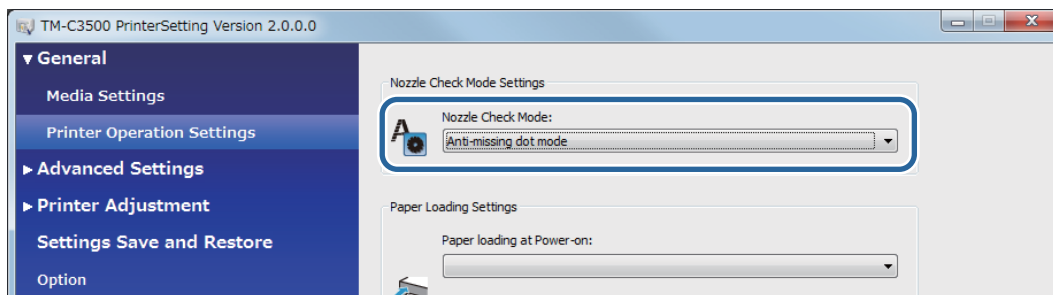 TM-C3500 PrinterSetting Version 2.0.0.0
General
Media Settings
Printer Operation Settings
Advanced Settings
Printer Adjustment
Settings Save and Restore
Option
Nozzle Check Mode Settings
Nozzle Check Mode:
Anti-missing dot mode
Paper Loading Settings
Paper loading at Power-on: